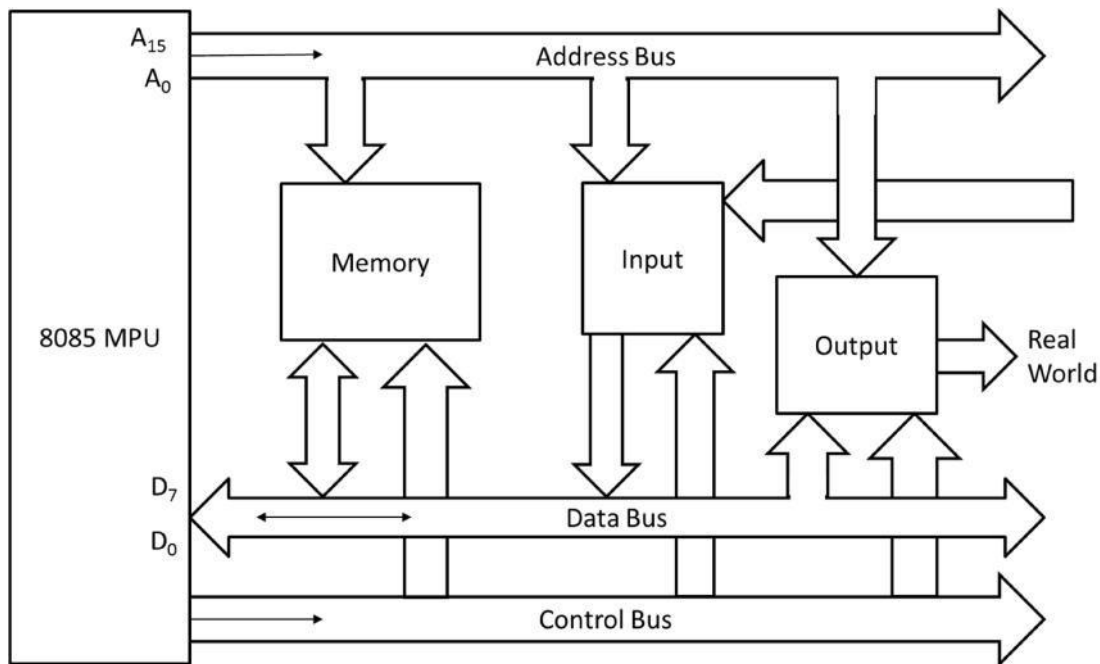 A₁₅
Address Bus
A₀
Memory
Input
8085 MPU
Output
Real
World
D₇
Data Bus
D₀
Control Bus